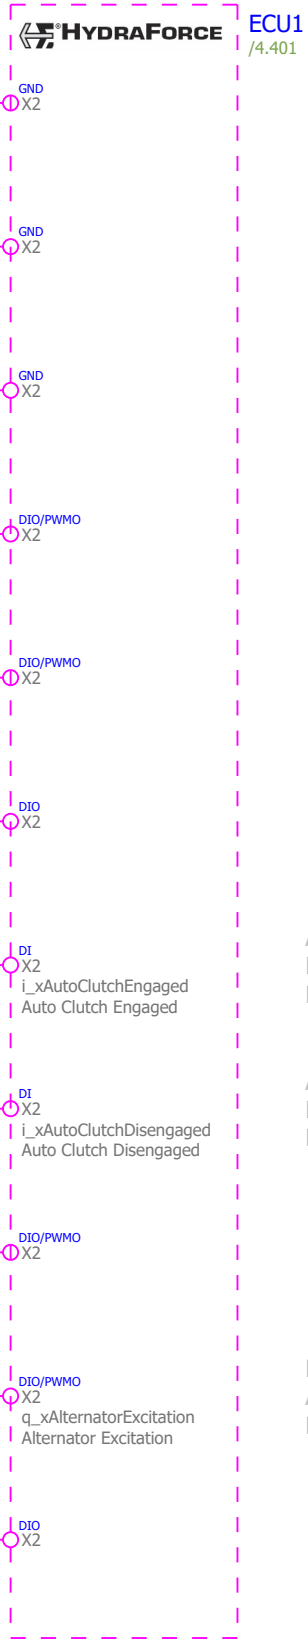 HYDRAFORCE
ECU1
/4.401
GND
X2
GND
X2
GND
X2
DIO/PWMO
X2
DIO/PWMO
X2
DIO
X2
DI
X2
i_xAutoClutchEngaged
Auto Clutch Engaged
DI
X2
i_xAutoClutchDisengaged
Auto Clutch Disengaged
DIO/PWMO
X2
DIO/PWMO
X2
q_xAlternatorExcitation
Alternator Excitation
DIO
X2